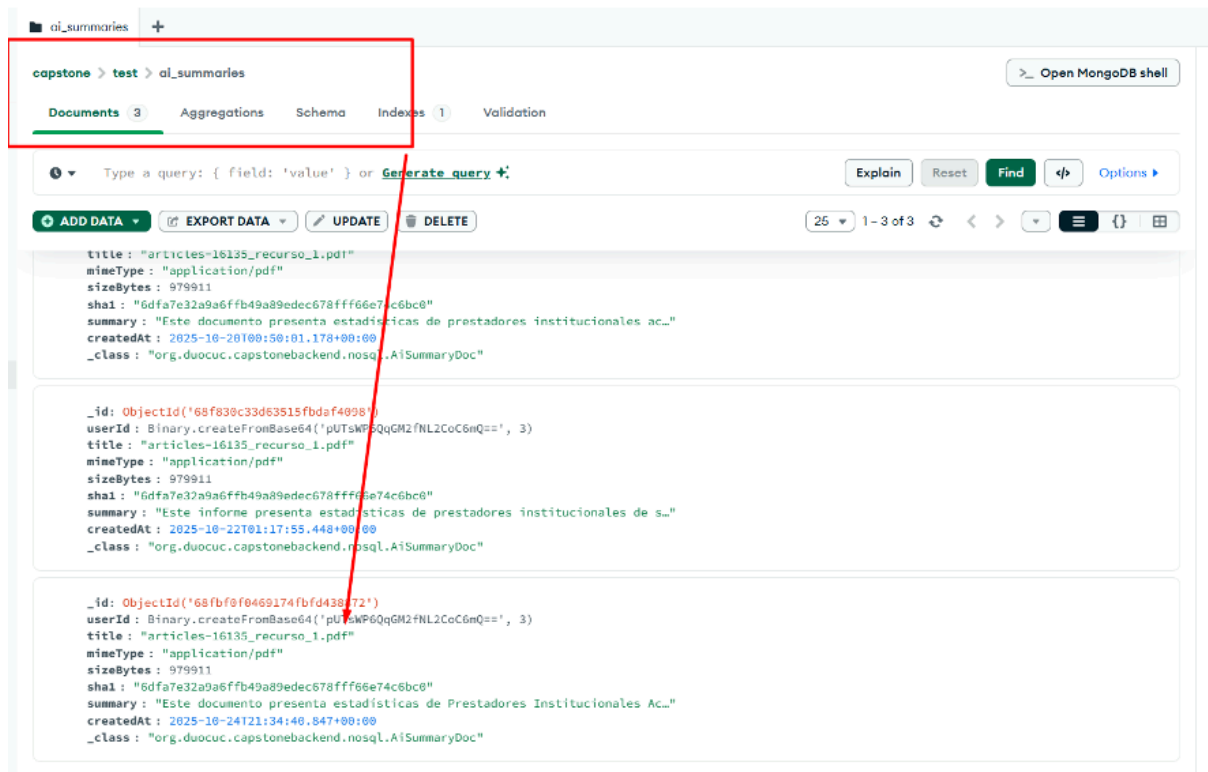 ai_summaries +
capstone > test > ai_summaries
>_ Open MongoDB shell
Documents 3 Aggregations Schema Indexes 1 Validation
Type a query: { field: 'value' } or Generate query
Explain Reset Find </> Options
ADD DATA EXPORT DATA UPDATE DELETE
25 1 – 3 of 3 {}
title : "articles-16135_recurso_1.pdf"
mimeType : "application/pdf"
sizeBytes : 979911
sha1 : "6dfa7e32a9a6ffb49a89edec678fff66e74c6bc0"
summary : "Este documento presenta estadísticas de prestadores institucionales ac…"
createdAt : 2025-10-20T00:50:01.178+00:00
_class : "org.duocuc.capstonebackend.nosql.AiSummaryDoc"
_id: ObjectId('68f830c33d63515fbdaf4098')
userId : Binary.createFromBase64('pUTsWP6QqGM2fNL2CoC6mQ==', 3)
title : "articles-16135_recurso_1.pdf"
mimeType : "application/pdf"
sizeBytes : 979911
sha1 : "6dfa7e32a9a6ffb49a89edec678fff66e74c6bc0"
summary : "Este informe presenta estadísticas de prestadores institucionales de s…"
createdAt : 2025-10-22T01:17:55.448+00:00
_class : "org.duocuc.capstonebackend.nosql.AiSummaryDoc"
_id:
userId : Binary.createFromBase64('pUTsWP6QqGM2fNL2CoC6mQ==', 3)
title : "articles-16135_recurso_1.pdf"
mimeType : "application/pdf"
sizeBytes : 979911
sha1 : "6dfa7e32a9a6ffb49a89edec678fff66e74c6bc0"
summary : "Este documento presenta estadísticas de Prestadores Institucionales Ac…"
createdAt : 2025-10-24T21:34:40.847+00:00
_class : "org.duocuc.capstonebackend.nosql.AiSummaryDoc"